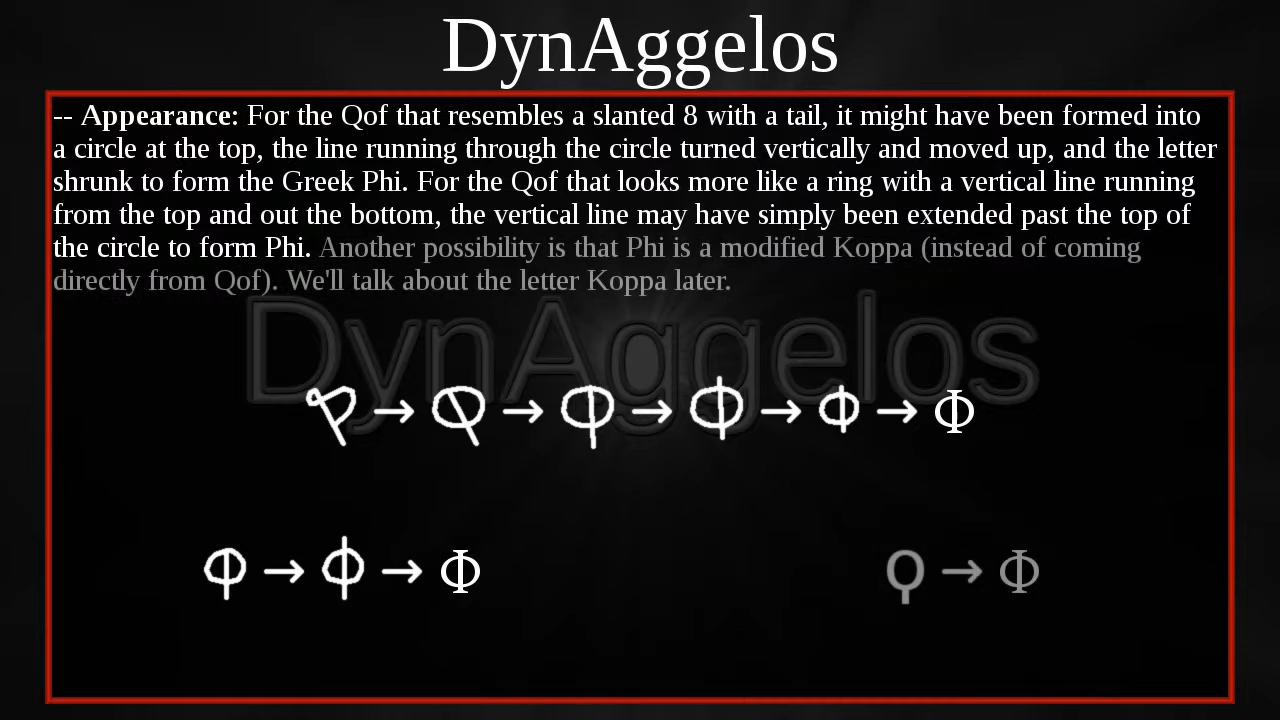 DynAggelos
-- Appearance: For the Qof that resembles a slanted 8 with a tail, it might have been formed into
a circle at the top, the line running through the circle turned vertically and moved up, and the letter
shrunk to form the Greek Phi. For the Qof that looks more like a ring with a vertical line running
from the top and out the bottom, the vertical line may have simply been extended past the top of
the circle to form Phi. Another possibility is that Phi is a modified Koppa (instead of coming
directly from Qof). We'll talk about the letter Koppa later.
DynAggelos
→ → → → → Φ
→ → Φ
Ϙ → Φ